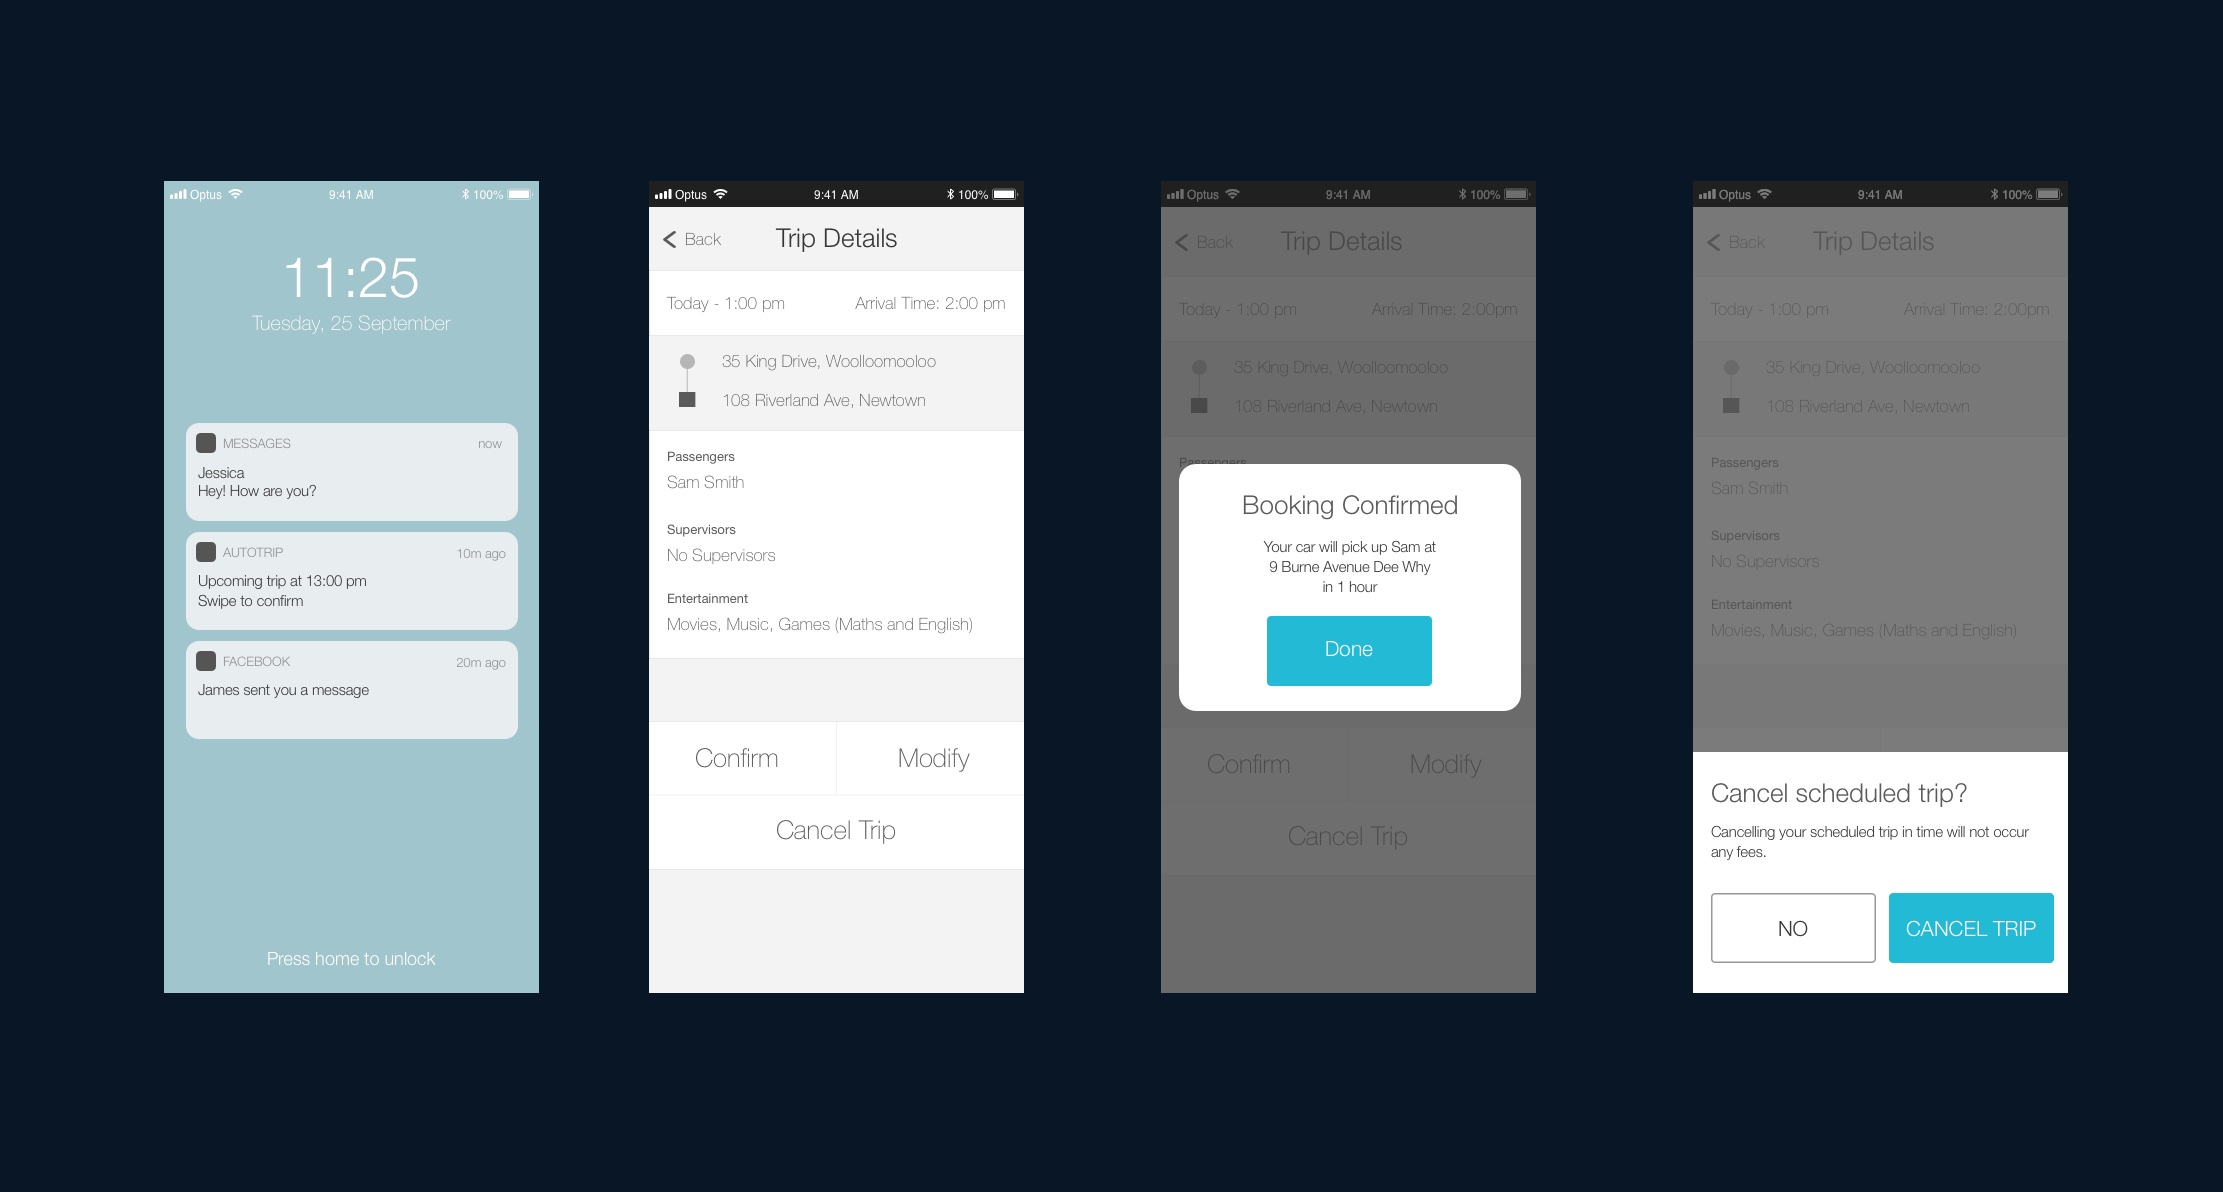 Optus 9:41 AM 100%
11:25
Tuesday, 25 September
MESSAGES now
Jessica
Hey! How are you?
AUTOTRIP 10m ago
Upcoming trip at 13:00 pm
Swipe to confirm
FACEBOOK 20m ago
James sent you a message
Press home to unlock
Optus 9:41 AM 100%
Back Trip Details
Today - 1:00 pm Arrival Time: 2:00 pm
35 King Drive, Woolloomooloo
108 Riverland Ave, Newtown
Passengers
Sam Smith
Supervisors
No Supervisors
Entertainment
Movies, Music, Games (Maths and English)
Confirm Modify
Cancel Trip
Optus 9:41 AM 100%
Back Trip Details
Today - 1:00 pm Arrival Time: 2:00pm
35 King Drive, Woolloomooloo
108 Riverland Ave, Newtown
Passengers
Booking Confirmed
Your car will pick up Sam at
9 Burne Avenue Dee Why
in 1 hour
Done
Confirm Modify
Cancel Trip
Optus 9:41 AM 100%
Back Trip Details
Today - 1:00 pm Arrival Time: 2:00pm
35 King Drive, Woolloomooloo
108 Riverland Ave, Newtown
Passengers
Sam Smith
Supervisors
No Supervisors
Entertainment
Movies, Music, Games (Maths and English)
Cancel scheduled trip?
Cancelling your scheduled trip in time will not occur
any fees.
NO CANCEL TRIP